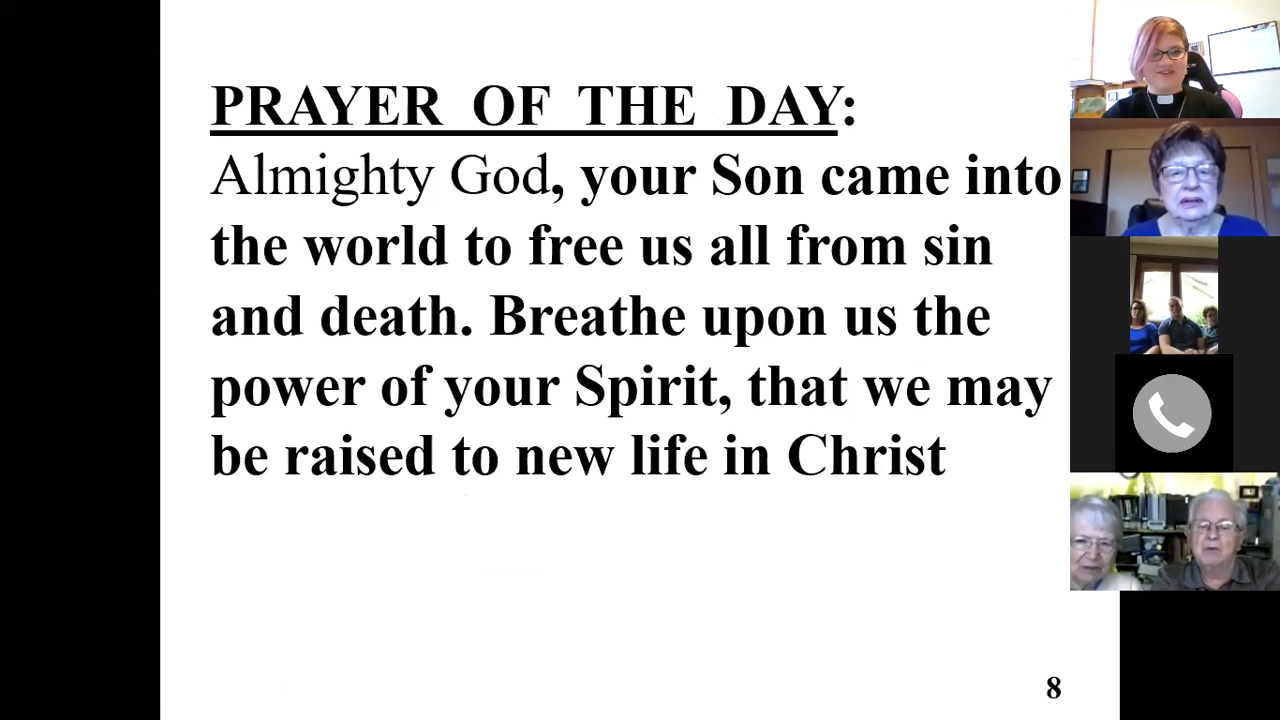 PRAYER OF THE DAY:
Almighty God, your Son came into
the world to free us all from sin
and death. Breathe upon us the
power of your Spirit, that we may
be raised to new life in Christ
8